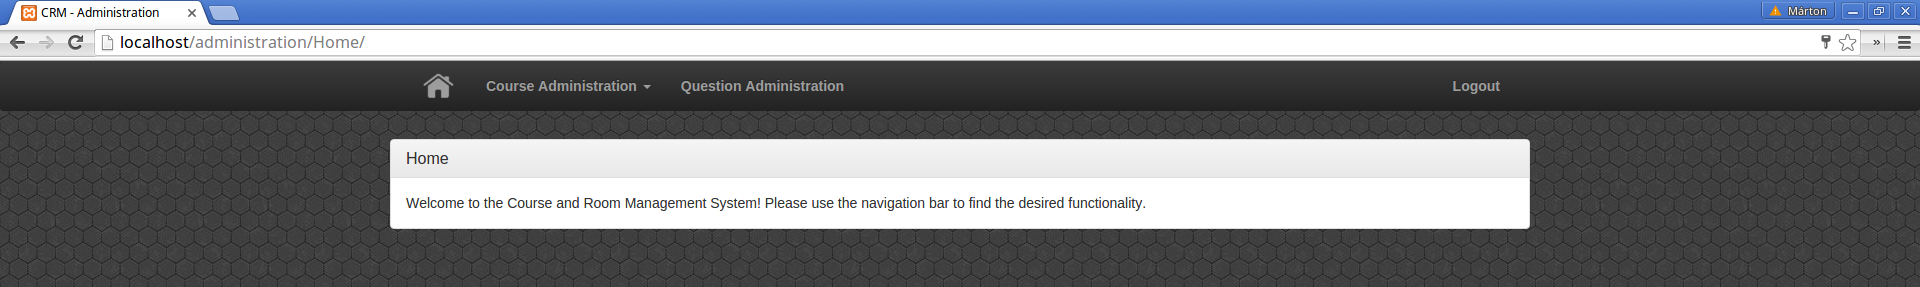 CRM - Administration
Márton
localhost/administration/Home/
Course Administration
Question Administration
Logout
Home
Welcome to the Course and Room Management System! Please use the navigation bar to find the desired functionality.